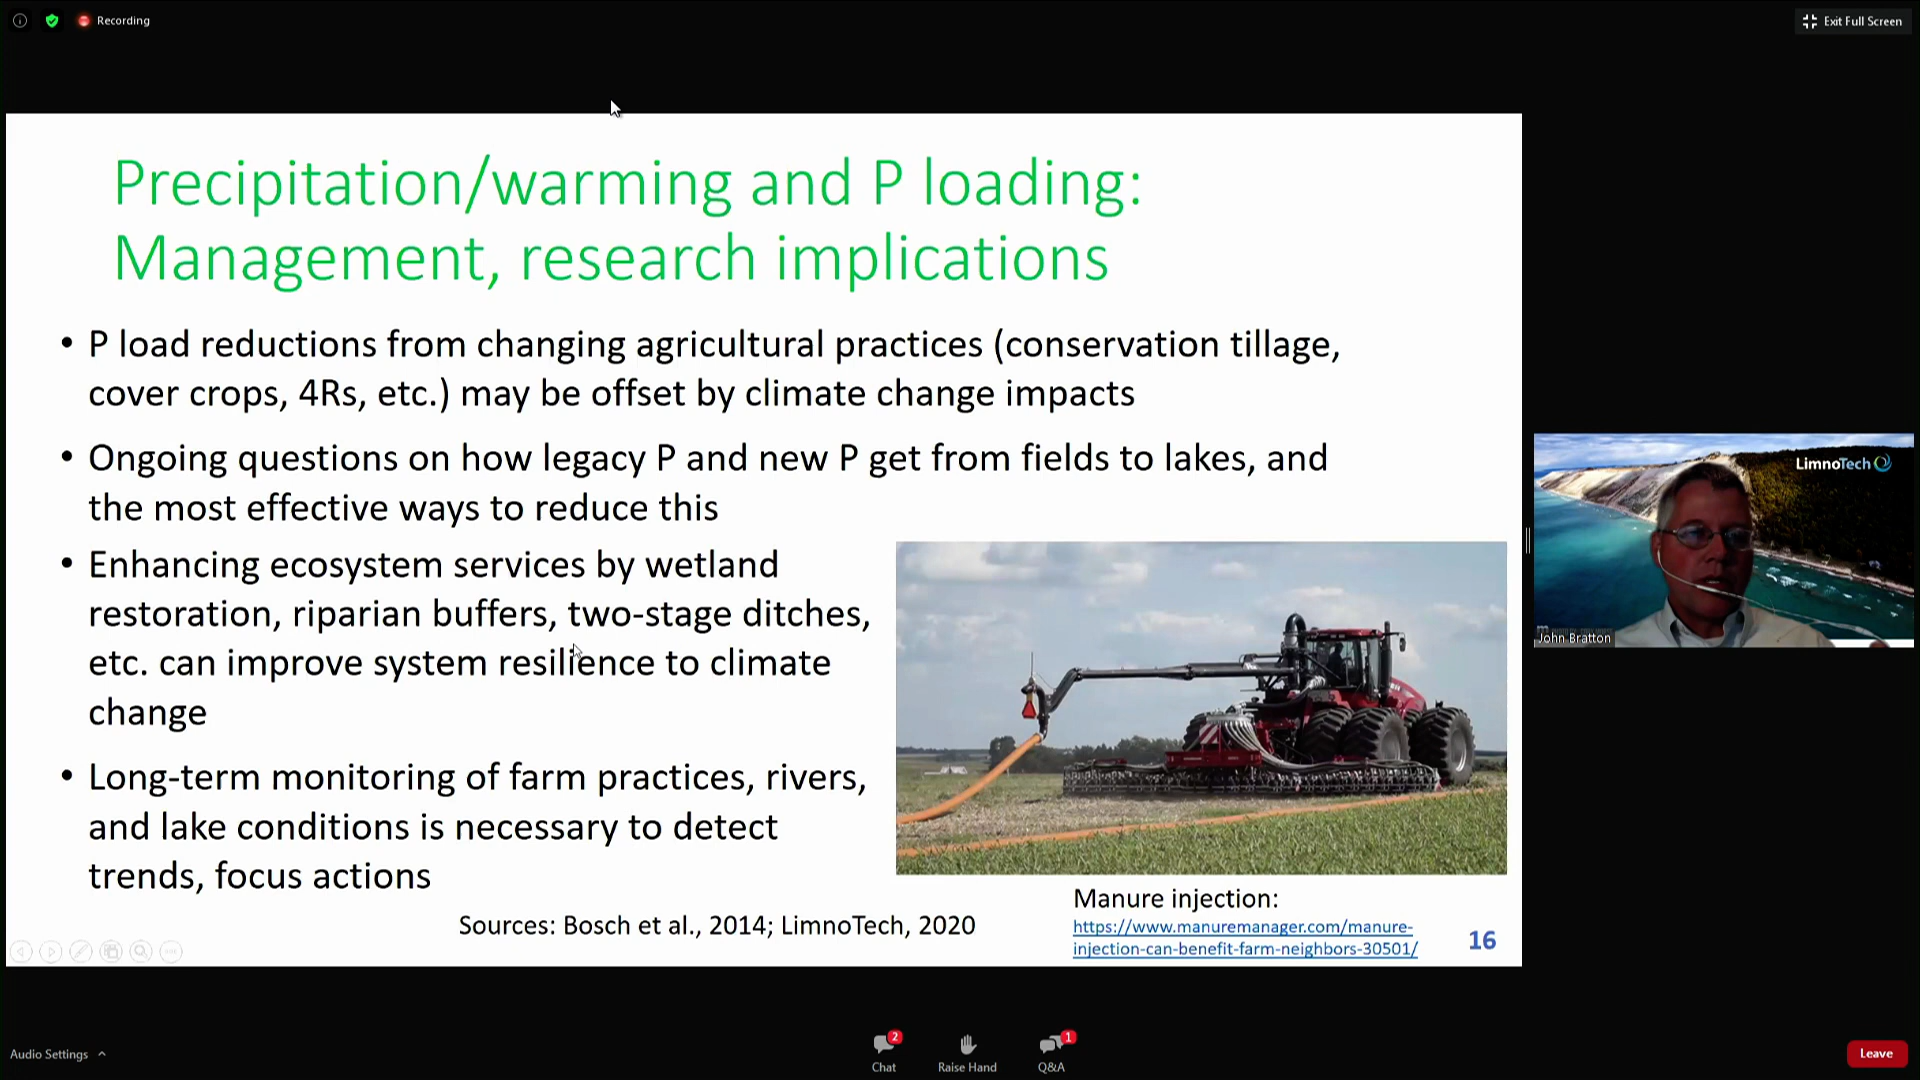 Recording
Exit Full Screen
Precipitation/warming and P loading:
Management, research implications
• P load reductions from changing agricultural practices (conservation tillage,
cover crops, 4Rs, etc.) may be offset by climate change impacts
• Ongoing questions on how legacy P and new P get from fields to lakes, and
the most effective ways to reduce this
• Enhancing ecosystem services by wetland
restoration, riparian buffers, two-stage ditches,
etc. can improve system resilience to climate
change
• Long-term monitoring of farm practices, rivers,
and lake conditions is necessary to detect
trends, focus actions
Sources: Bosch et al., 2014; LimnoTech, 2020
Manure injection:
https://www.manuremanager.com/manure-
injection-can-benefit-farm-neighbors-30501/
16
LimnoTech
John Bratton
Audio Settings
2
Chat
Raise Hand
1
Q&A
Leave